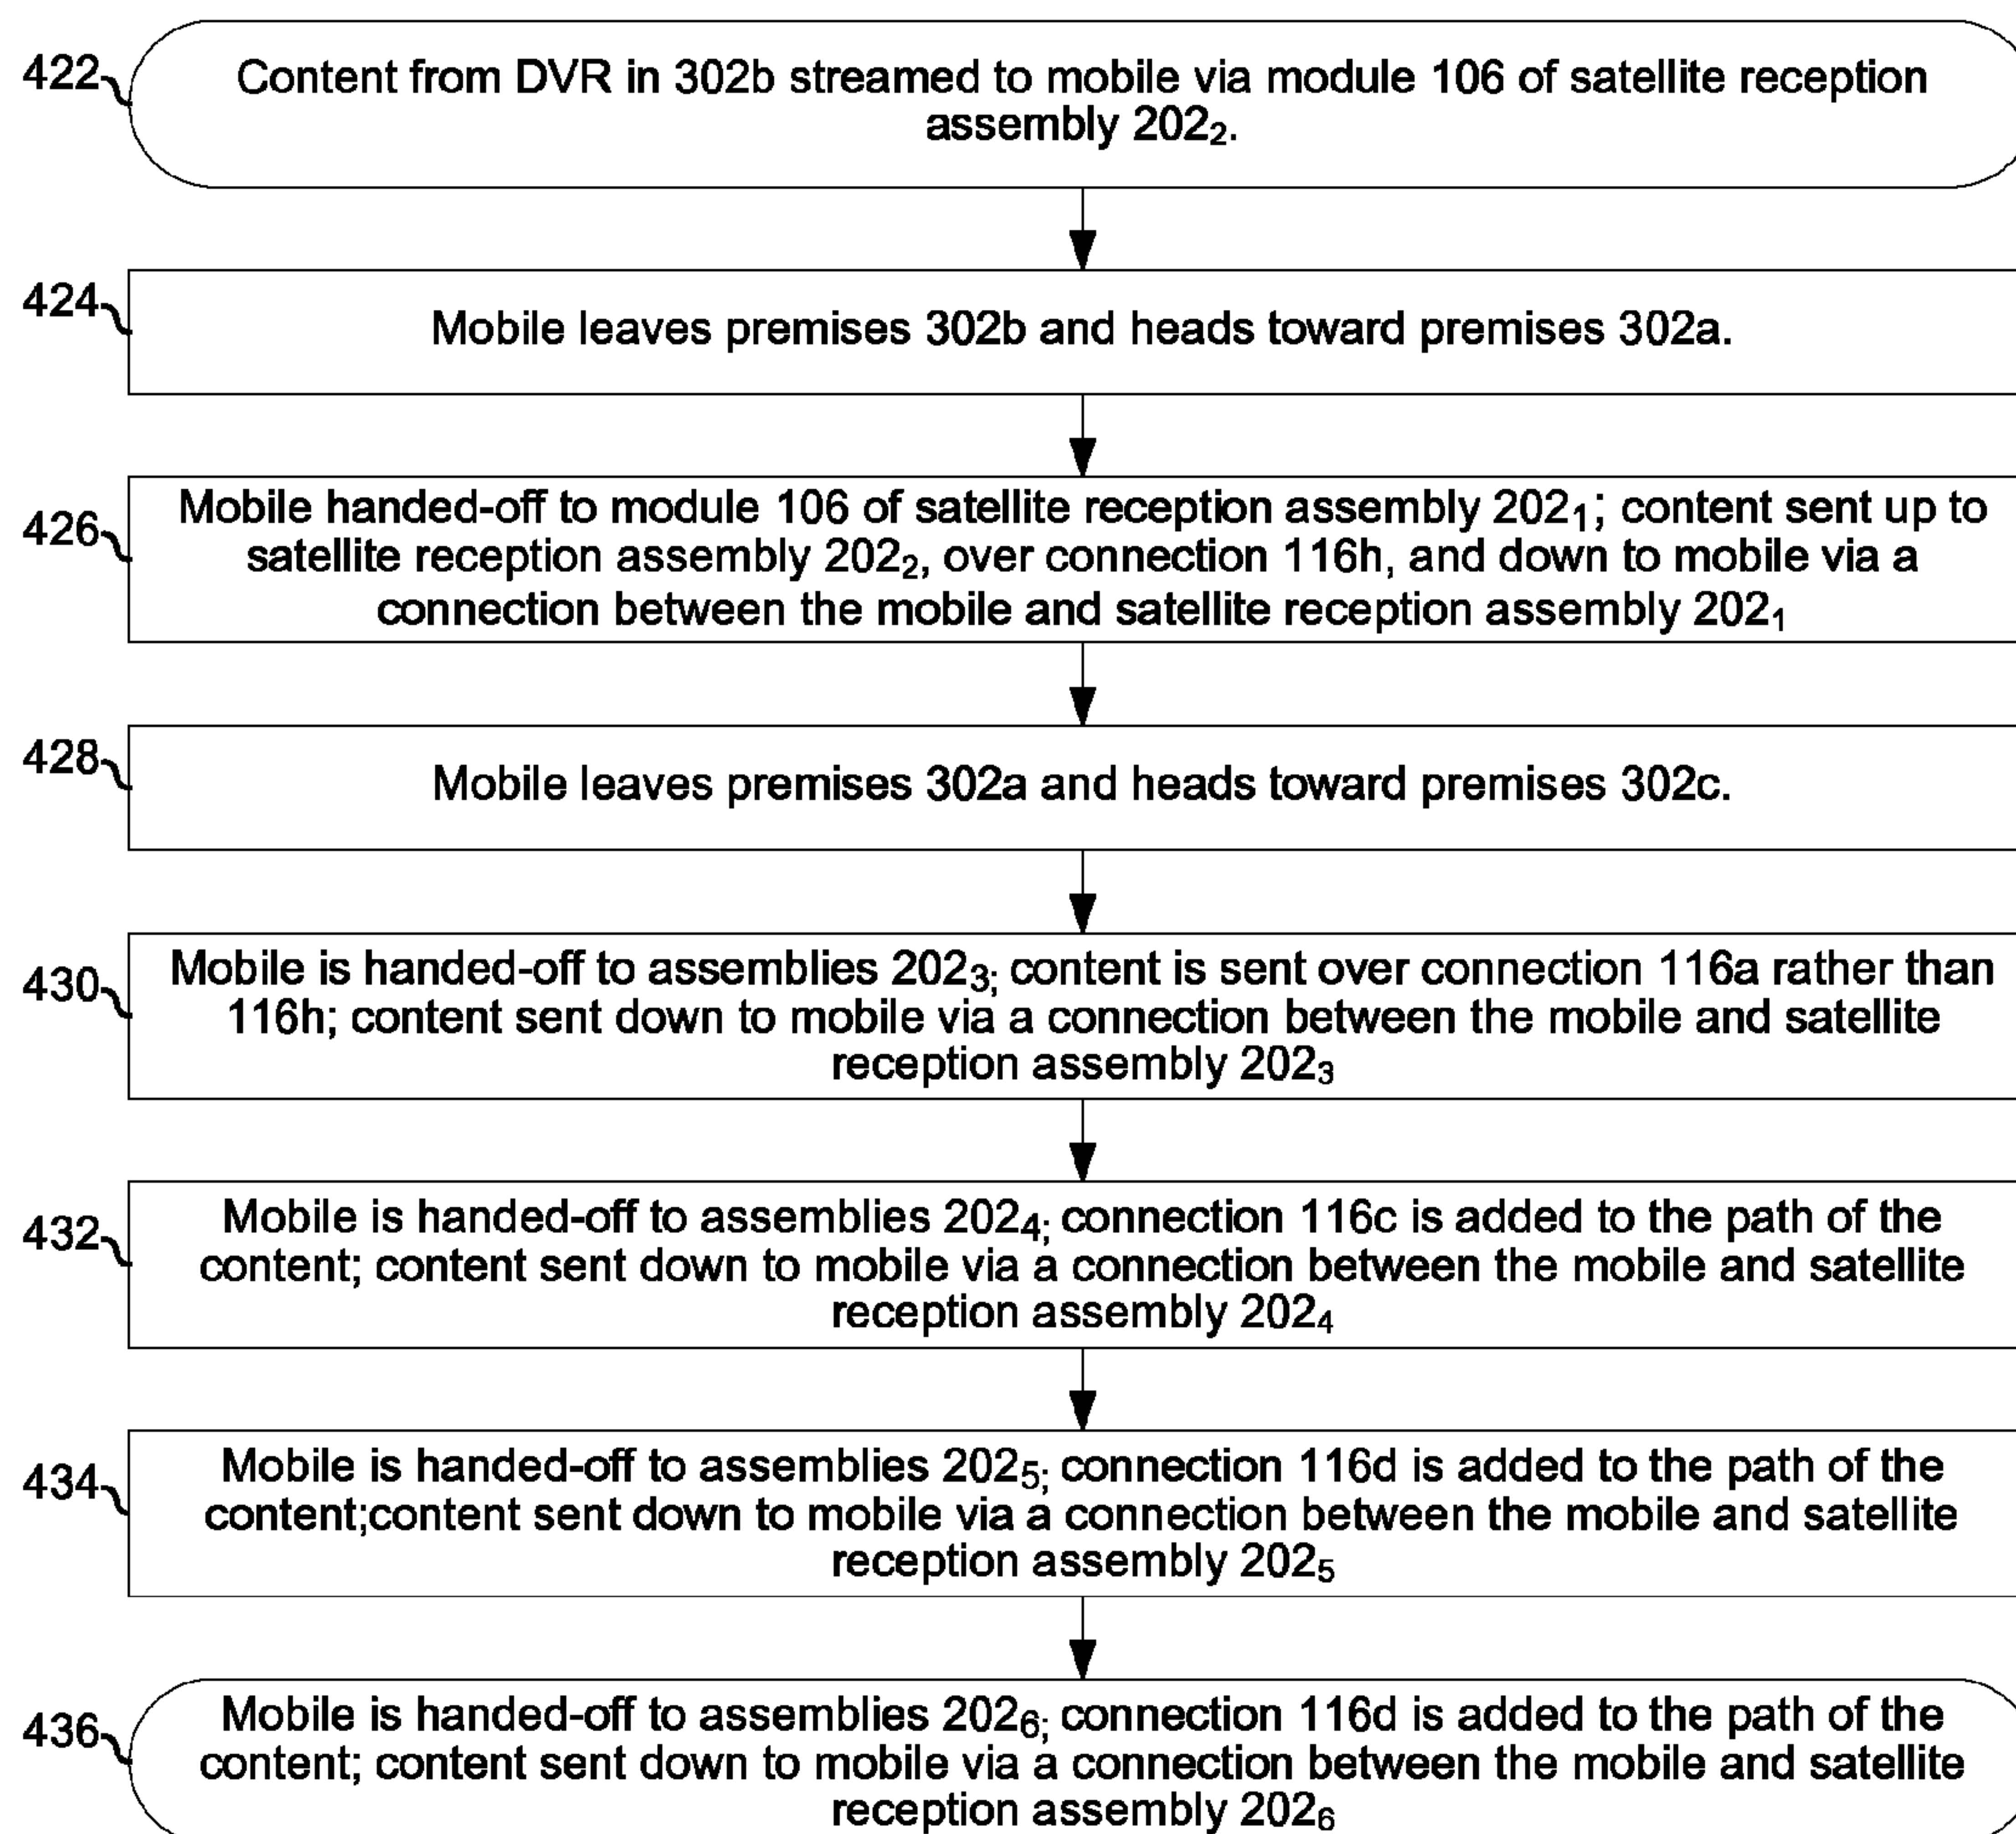 422
Content from DVR in 302b streamed to mobile via module 106 of satellite reception
assembly 202₂.
424
Mobile leaves premises 302b and heads toward premises 302a.
426
Mobile handed-off to module 106 of satellite reception assembly 202₁; content sent up to
satellite reception assembly 202₂, over connection 116h, and down to mobile via a
connection between the mobile and satellite reception assembly 202₁
428
Mobile leaves premises 302a and heads toward premises 302c.
430
Mobile is handed-off to assemblies 202₃; content is sent over connection 116a rather than
116h; content sent down to mobile via a connection between the mobile and satellite
reception assembly 202₃
432
Mobile is handed-off to assemblies 202₄; connection 116c is added to the path of the
content; content sent down to mobile via a connection between the mobile and satellite
reception assembly 202₄
434
Mobile is handed-off to assemblies 202₅; connection 116d is added to the path of the
content;content sent down to mobile via a connection between the mobile and satellite
reception assembly 202₅
436
Mobile is handed-off to assemblies 202₆; connection 116d is added to the path of the
content; content sent down to mobile via a connection between the mobile and satellite
reception assembly 202₆